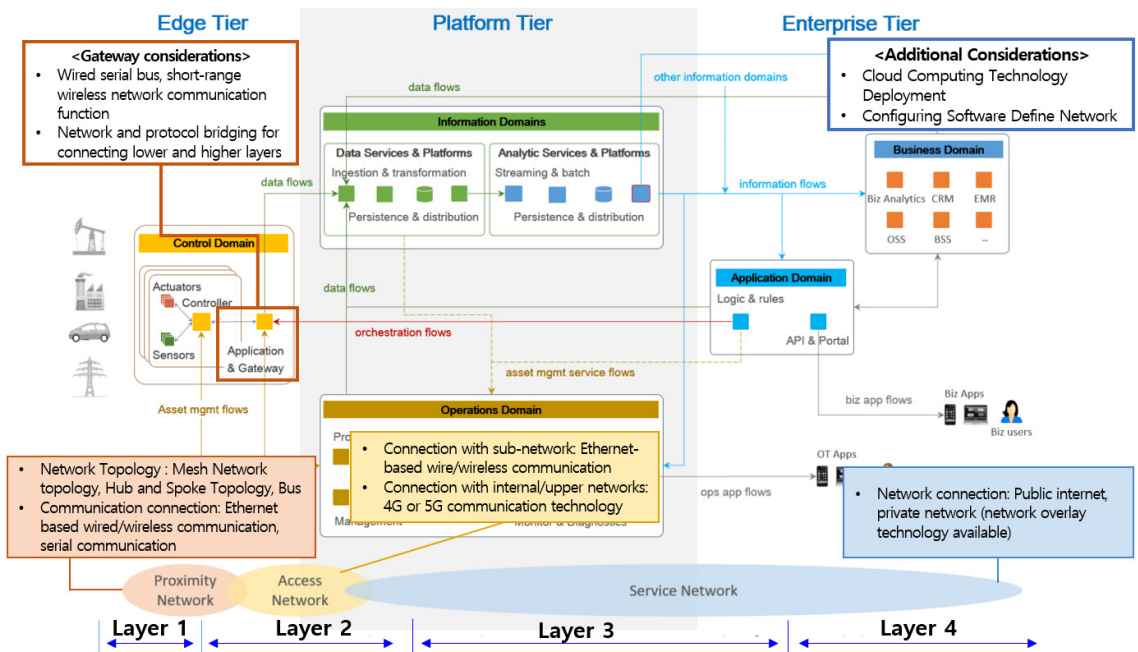 Edge Tier
Platform Tier
Enterprise Tier
<Gateway considerations>
• Wired serial bus, short-range
wireless network communication
function
• Network and protocol bridging for
connecting lower and higher layers
<Additional Considerations>
• Cloud Computing Technology
Deployment
• Configuring Software Define Network
other information domains
data flows
Information Domains
Data Services & Platforms
Ingestion & transformation
Persistence & distribution
Analytic Services & Platforms
Streaming & batch
Persistence & distribution
data flows
information flows
Business Domain
Biz Analytics
CRM
EMR
OSS
BSS
...
Control Domain
Actuators
Controller
Sensors
Application
& Gateway
data flows
orchestration flows
Application Domain
Logic & rules
API & Portal
asset mgmt service flows
Asset mgmt flows
Operations Domain
biz app flows
Biz Apps
Biz users
OT Apps
ops app flows
• Network Topology : Mesh Network
topology, Hub and Spoke Topology, Bus
• Communication connection: Ethernet
based wired/wireless communication,
serial communication
• Connection with sub-network: Ethernet-
based wire/wireless communication
• Connection with internal/upper networks:
4G or 5G communication technology
Management
Monitor & Diagnostics
• Network connection: Public internet,
private network (network overlay
technology available)
Proximity
Network
Access
Network
Service Network
Layer 1
Layer 2
Layer 3
Layer 4